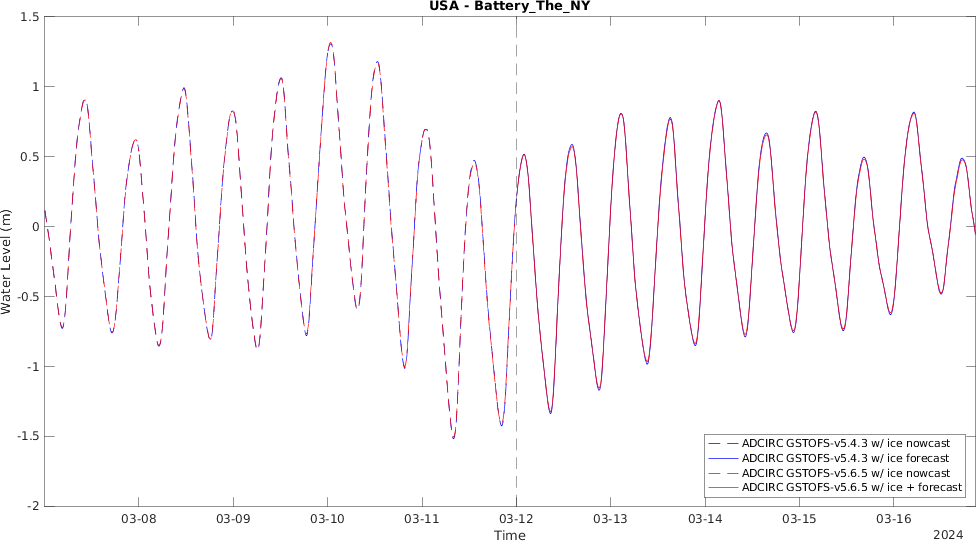 USA - Battery_The_NY
1.5
1
0.5
0
-0.5
-1
-1.5
-2
Water Level (m)
ADCIRC GSTOFS-v5.4.3 w/ ice nowcast
ADCIRC GSTOFS-v5.4.3 w/ ice forecast
ADCIRC GSTOFS-v5.6.5 w/ ice nowcast
ADCIRC GSTOFS-v5.6.5 w/ ice + forecast
03-08 03-09 03-10 03-11 03-12 03-13 03-14 03-15 03-16
Time
2024